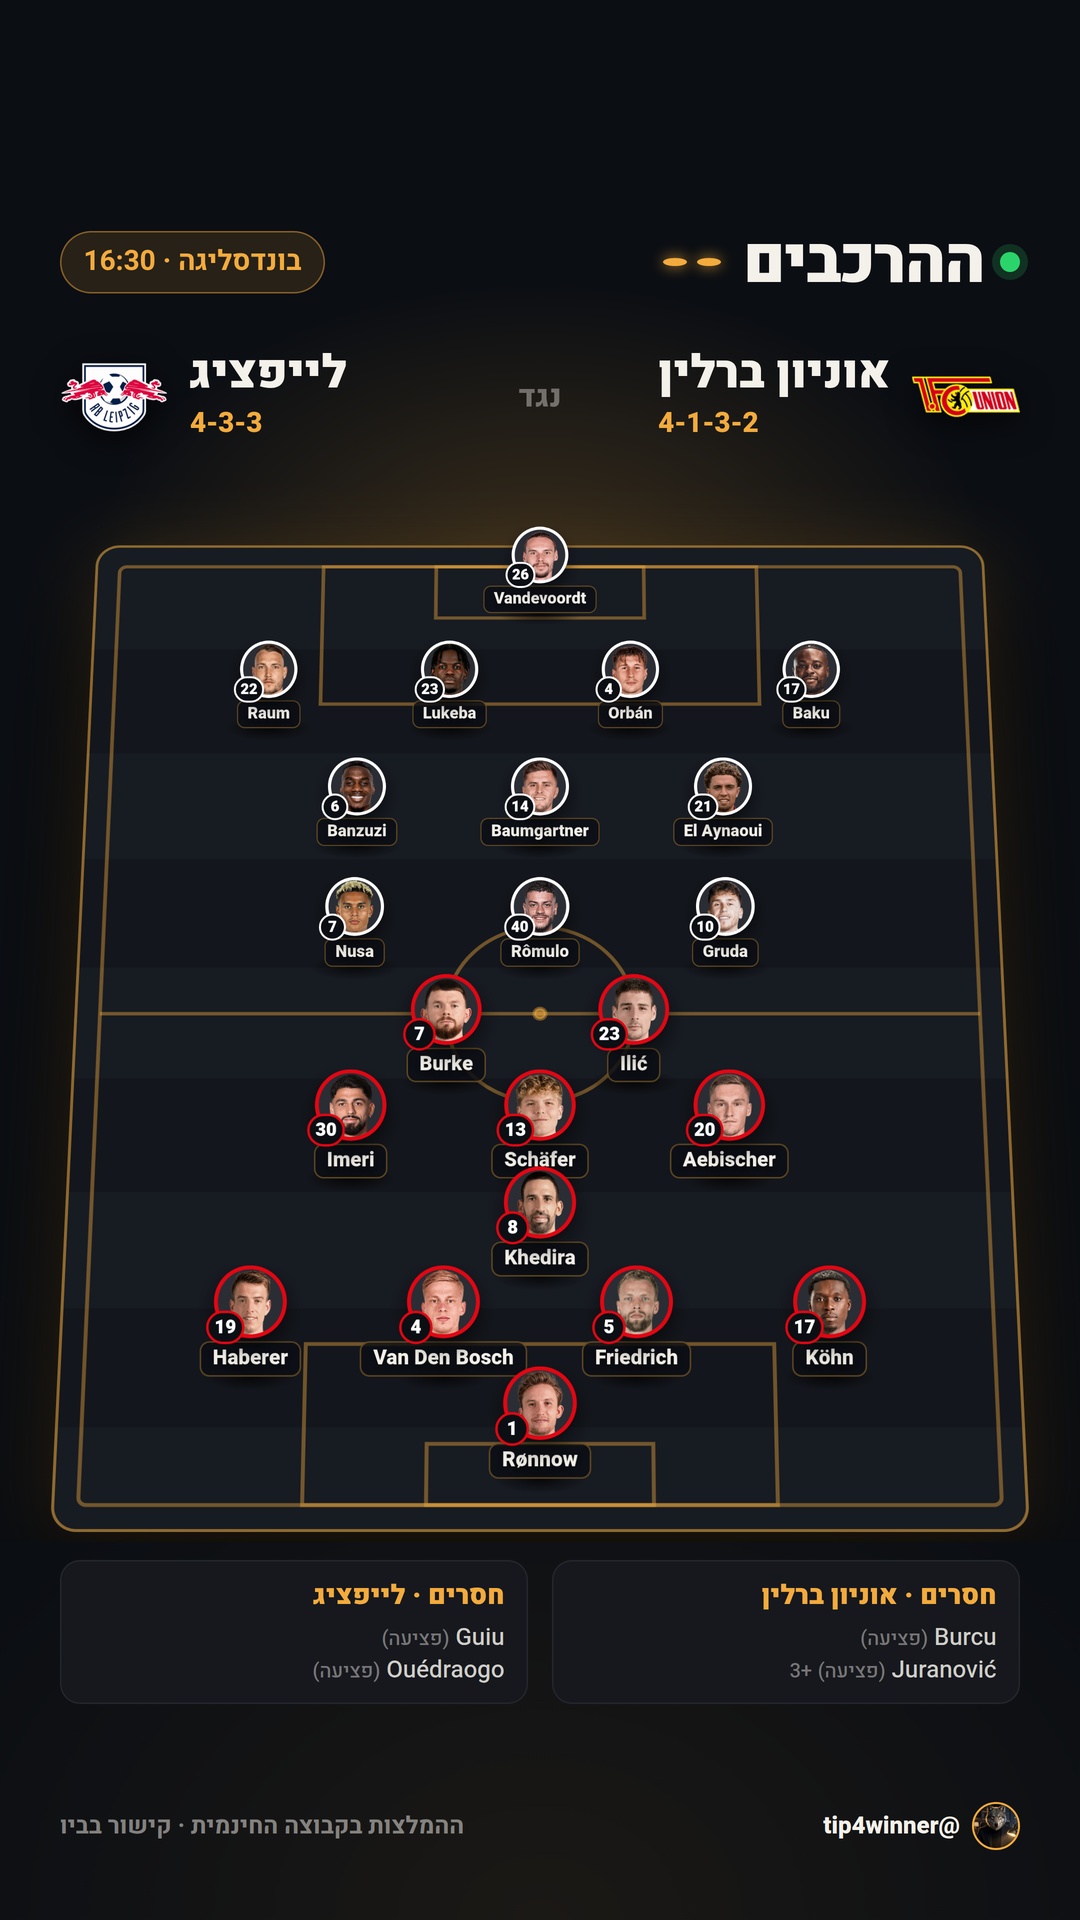 ההרכבים
בונדסליגה · 16:30
אוניון ברלין
4-1-3-2
נגד
לייפציג
4-3-3
FC UNION
RB LEIPZIG
26
Vandevoordt
22 23 4 17
Raum Lukeba Orbán Baku
6 14 21
Banzuzi Baumgartner El Aynaoui
7 40 10
Nusa Rômulo Gruda
7 23
Burke Ilić
30 13 20
Imeri Schäfer Aebischer
8
Khedira
19 4 5 17
Haberer Van Den Bosch Friedrich Köhn
1
Rønnow
חסרים · אוניון ברלין
Burcu (פציעה)
Juranović (פציעה) +3
חסרים · לייפציג
Guiu (פציעה)
Ouédraogo (פציעה)
@tip4winner
ההמלצות בקבוצה החינמית · קישור בביו